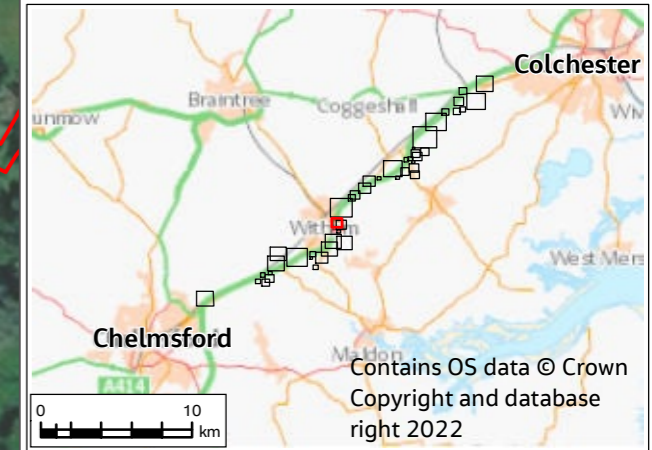 Colchester
Braintree
Coggeshall
unmow
Witham
West Mers
Chelmsford
Maldon
Contains OS data © Crown
Copyright and database
right 2022
A414
0 10
km